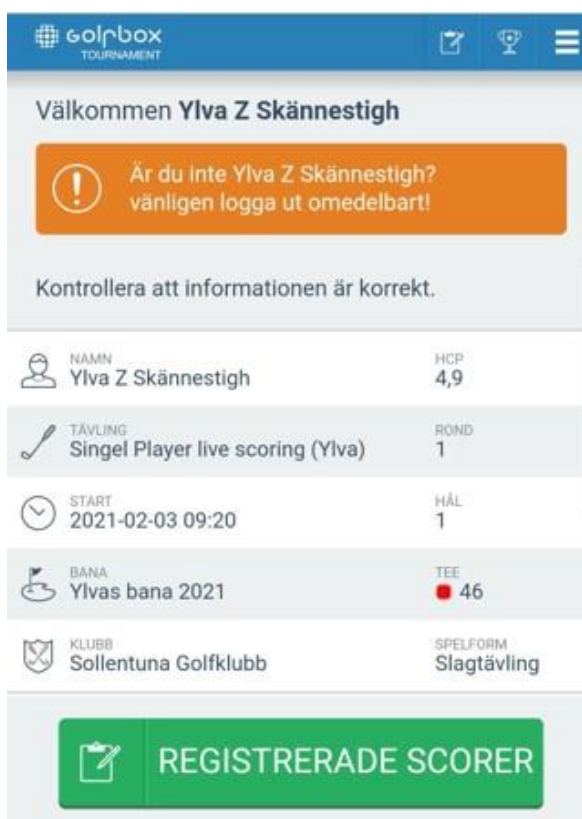 GolfBox
TOURNAMENT
Välkommen Ylva Z Skännestigh
Är du inte Ylva Z Skännestigh?
vänligen logga ut omedelbart!
Kontrollera att informationen är korrekt.
NAMN HCP
Ylva Z Skännestigh 4,9
TÄVLING ROND
Singel Player live scoring (Ylva) 1
START HÅL
2021-02-03 09:20 1
BANA TEE
Ylvas bana 2021 46
KLUBB SPELFORM
Sollentuna Golfklubb Slagtävling
REGISTRERADE SCORER